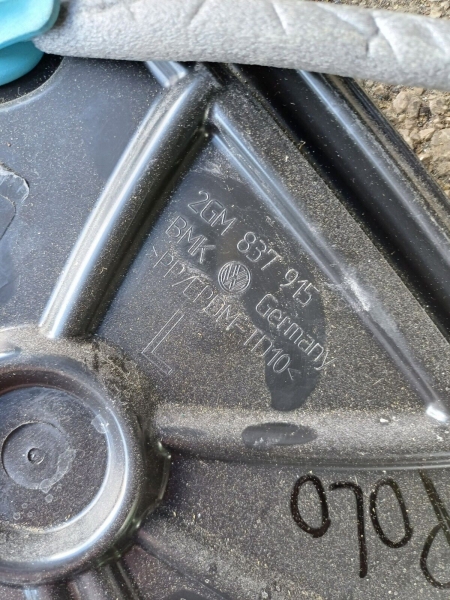 2GM 837 915
BMK Germany
>PP/EPDM-TD10<
L
POLO